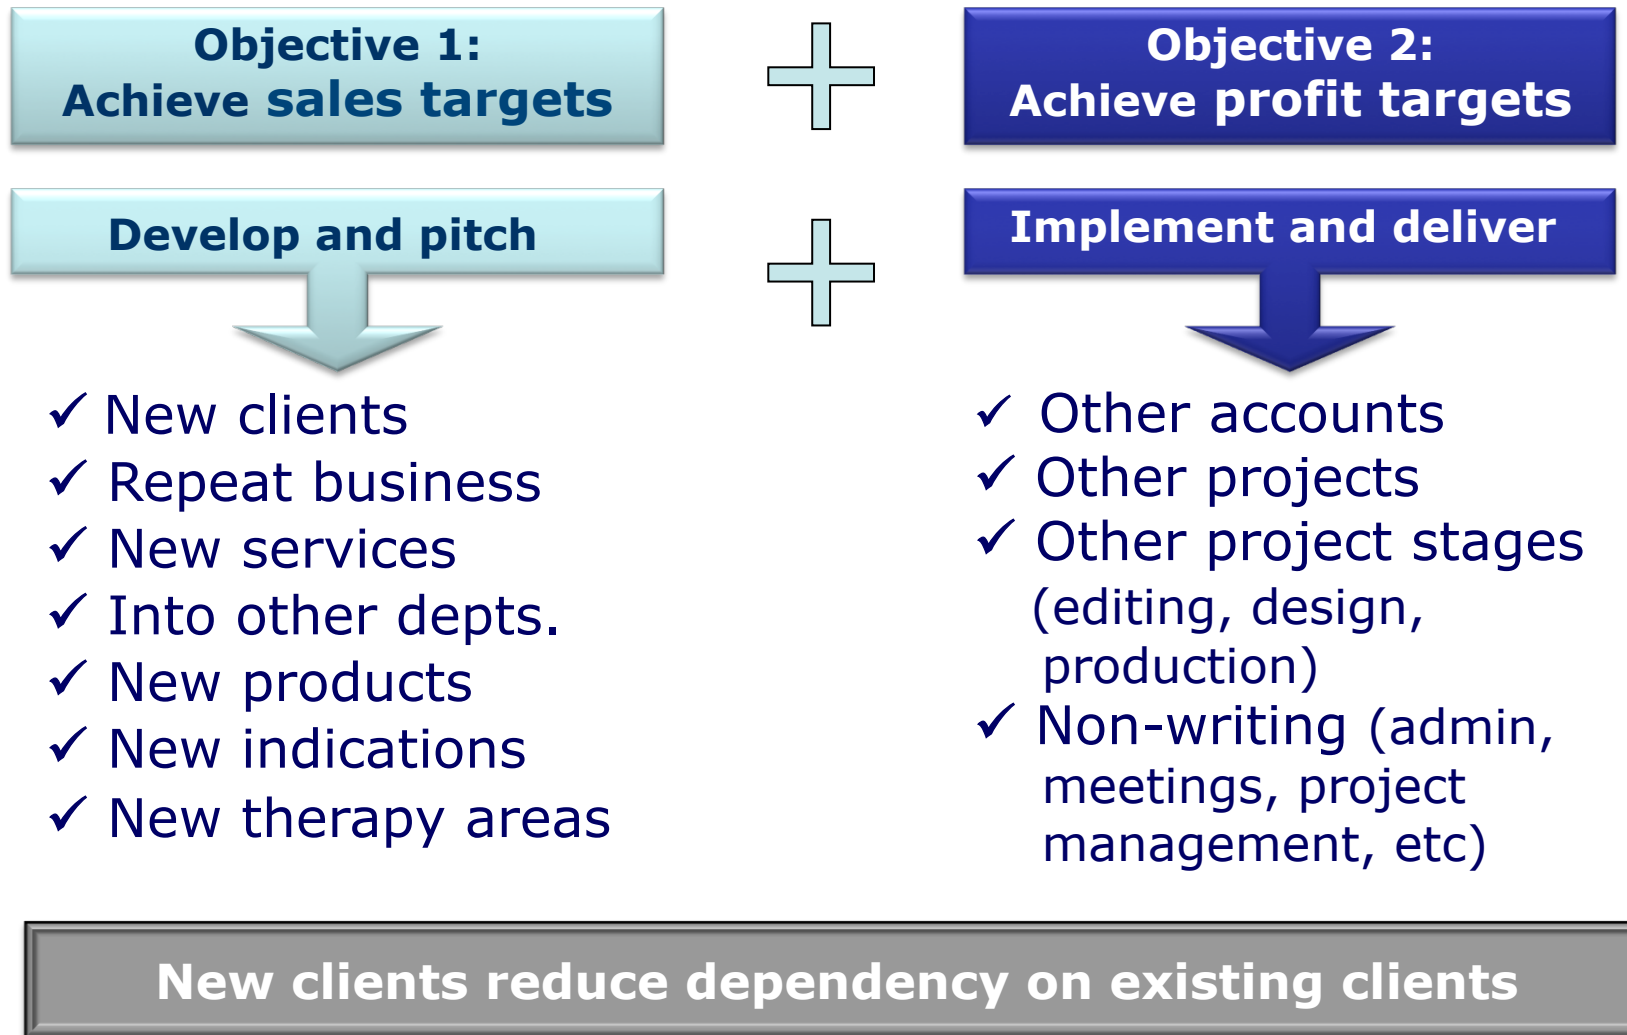 Objective 1:
Achieve sales targets
Objective 2:
Achieve profit targets
Develop and pitch
Implement and deliver
✓ New clients
✓ Repeat business
✓ New services
✓ Into other depts.
✓ New products
✓ New indications
✓ New therapy areas
✓ Other accounts
✓ Other projects
✓ Other project stages
(editing, design,
production)
✓ Non-writing (admin,
meetings, project
management, etc)
New clients reduce dependency on existing clients